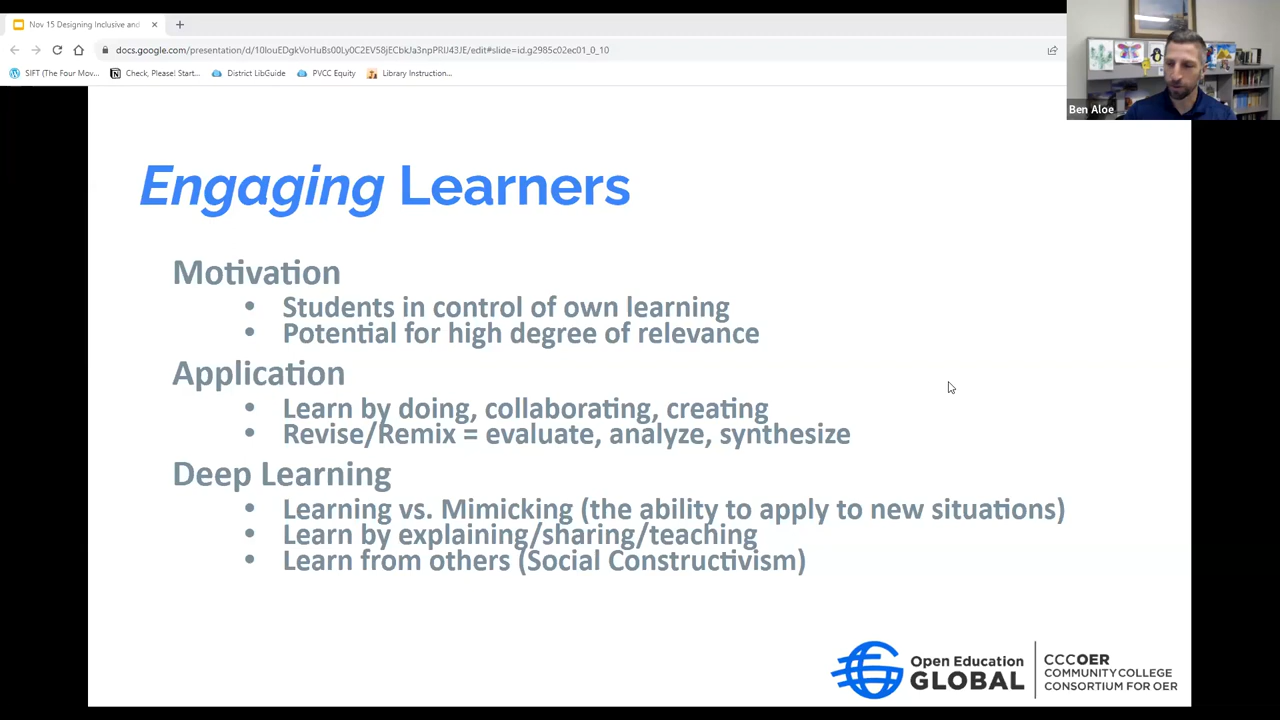 Nov 15 Designing Inclusive and
docs.google.com/presentation/d/10louEDgkVoHuBs00Ly0C2EV58jECbkJa3npPRIJ43JE/edit#slide=id.g2985c02ec01_0_10
SIFT (The Four Mov...
Check, Please! Start...
District LibGuide
PVCC Equity
Library Instruction...
Ben Aloe
Engaging Learners
Motivation
• Students in control of own learning
• Potential for high degree of relevance
Application
• Learn by doing, collaborating, creating
• Revise/Remix = evaluate, analyze, synthesize
Deep Learning
• Learning vs. Mimicking (the ability to apply to new situations)
• Learn by explaining/sharing/teaching
• Learn from others (Social Constructivism)
Open Education
GLOBAL
CCCOER
COMMUNITY COLLEGE
CONSORTIUM FOR OER